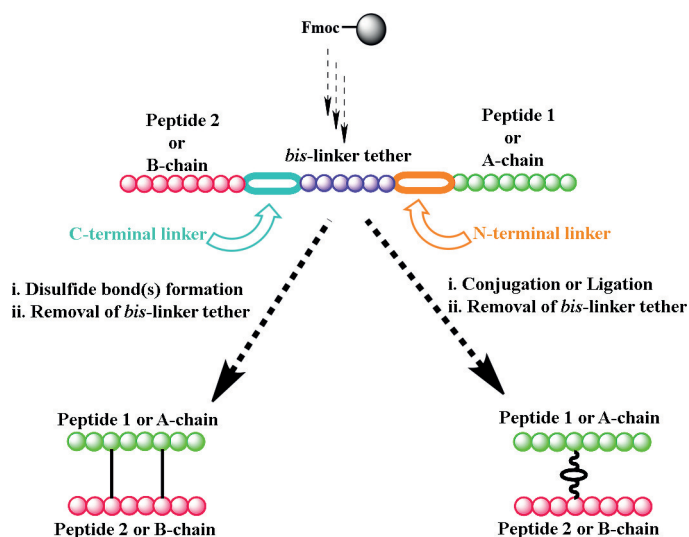 Fmoc
Peptide 2
or
B-chain
bis-linker tether
Peptide 1
or
A-chain
C-terminal linker
N-terminal linker
i. Disulfide bond(s) formation
ii. Removal of bis-linker tether
i. Conjugation or Ligation
ii. Removal of bis-linker tether
Peptide 1 or A-chain
Peptide 2 or B-chain
Peptide 1 or A-chain
Peptide 2 or B-chain